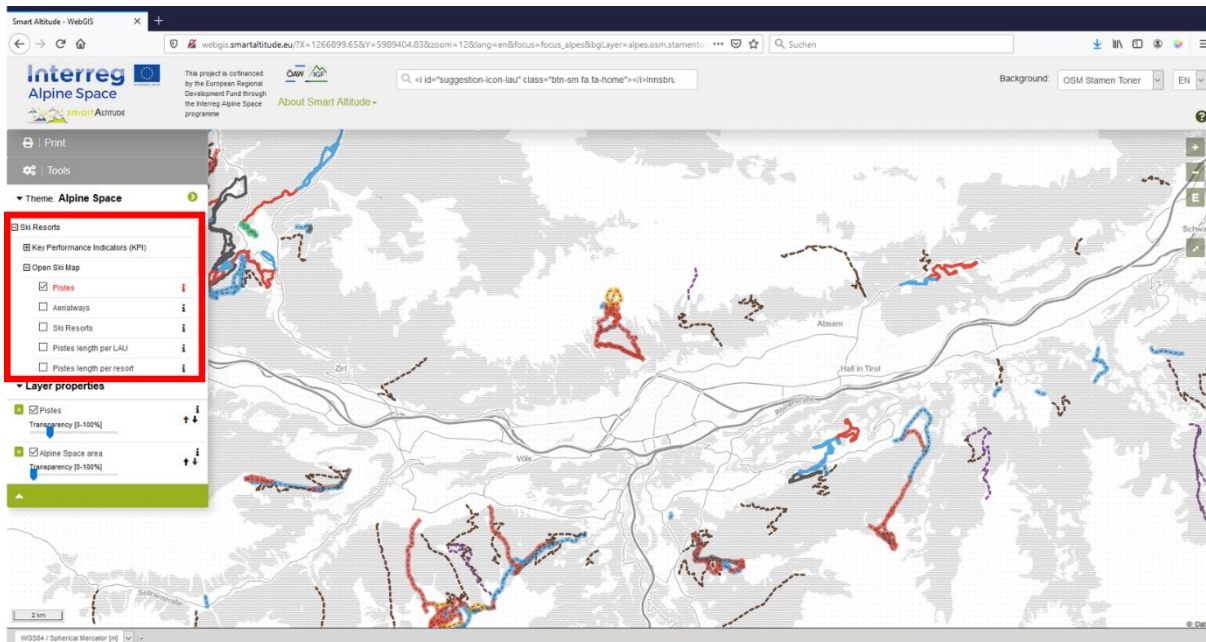 Smart Altitude - WebGIS
webgis.smartaltitude.eu/?X=1266899.65&Y=5989404.83&zoom=12&lang=en&focus=focus_alpes&bgLayer=alpes.osm.stamento
Suchen
Interreg
Alpine Space
smartAltitude
This project is cofinanced
by the European Regional
Development Fund through
the Interreg Alpine Space
programme
ÖAW IGF
About Smart Altitude
<i id="suggestion-icon-lau" class="btn-sm fa fa-home"></i>Innsbru
Background: OSM Stamen Toner
EN
Print
Tools
Theme: Alpine Space
Ski Resorts
Key Performance Indicators (KPI)
Open Ski Map
Pistes
Aerialways
Ski Resorts
Pistes length per LAU
Pistes length per resort
Layer properties
Pistes
Transparency [0-100%]
Alpine Space area
Transparency [0-100%]
E
Schwa
Absam
Zirl
Hall in Tirol
Römerstraße
Völs
Sellrainstraße
2 km
© Dat
WGS84 / Spherical Mercator [m]